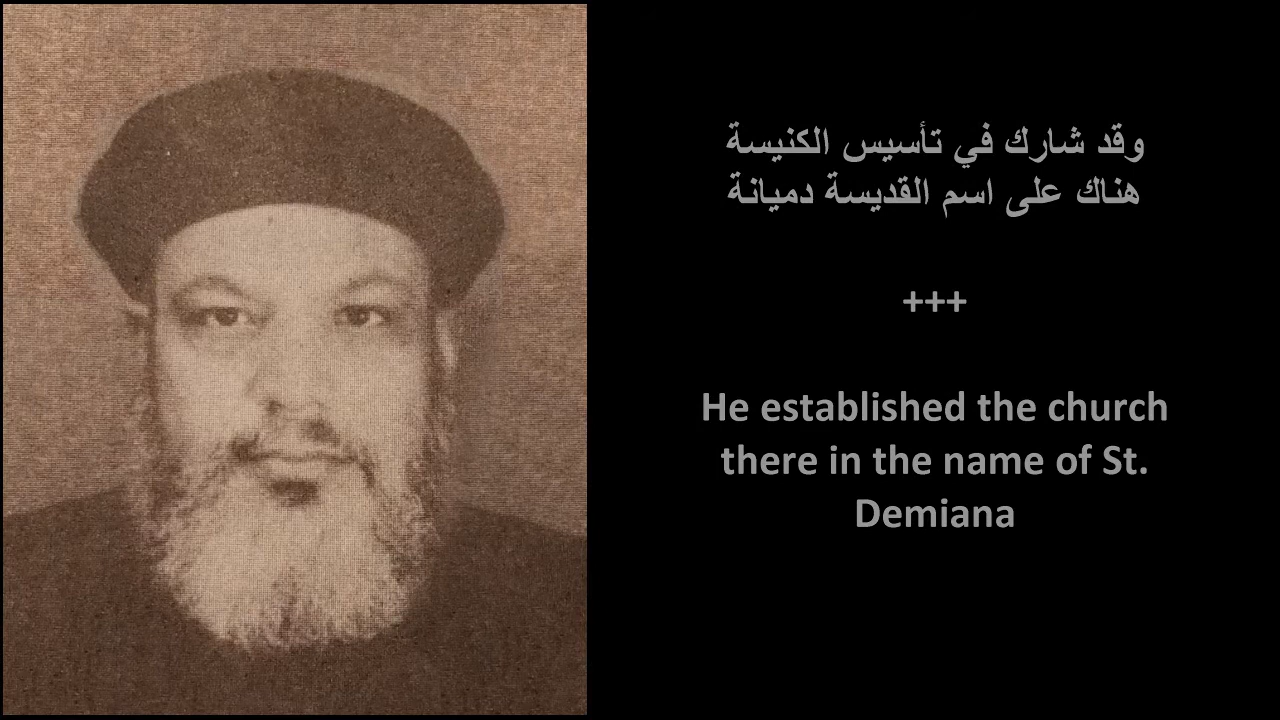 وقد شارك في تأسيس الكنيسة
هناك على اسم القديسة دميانة
+++
He established the church
there in the name of St.
Demiana